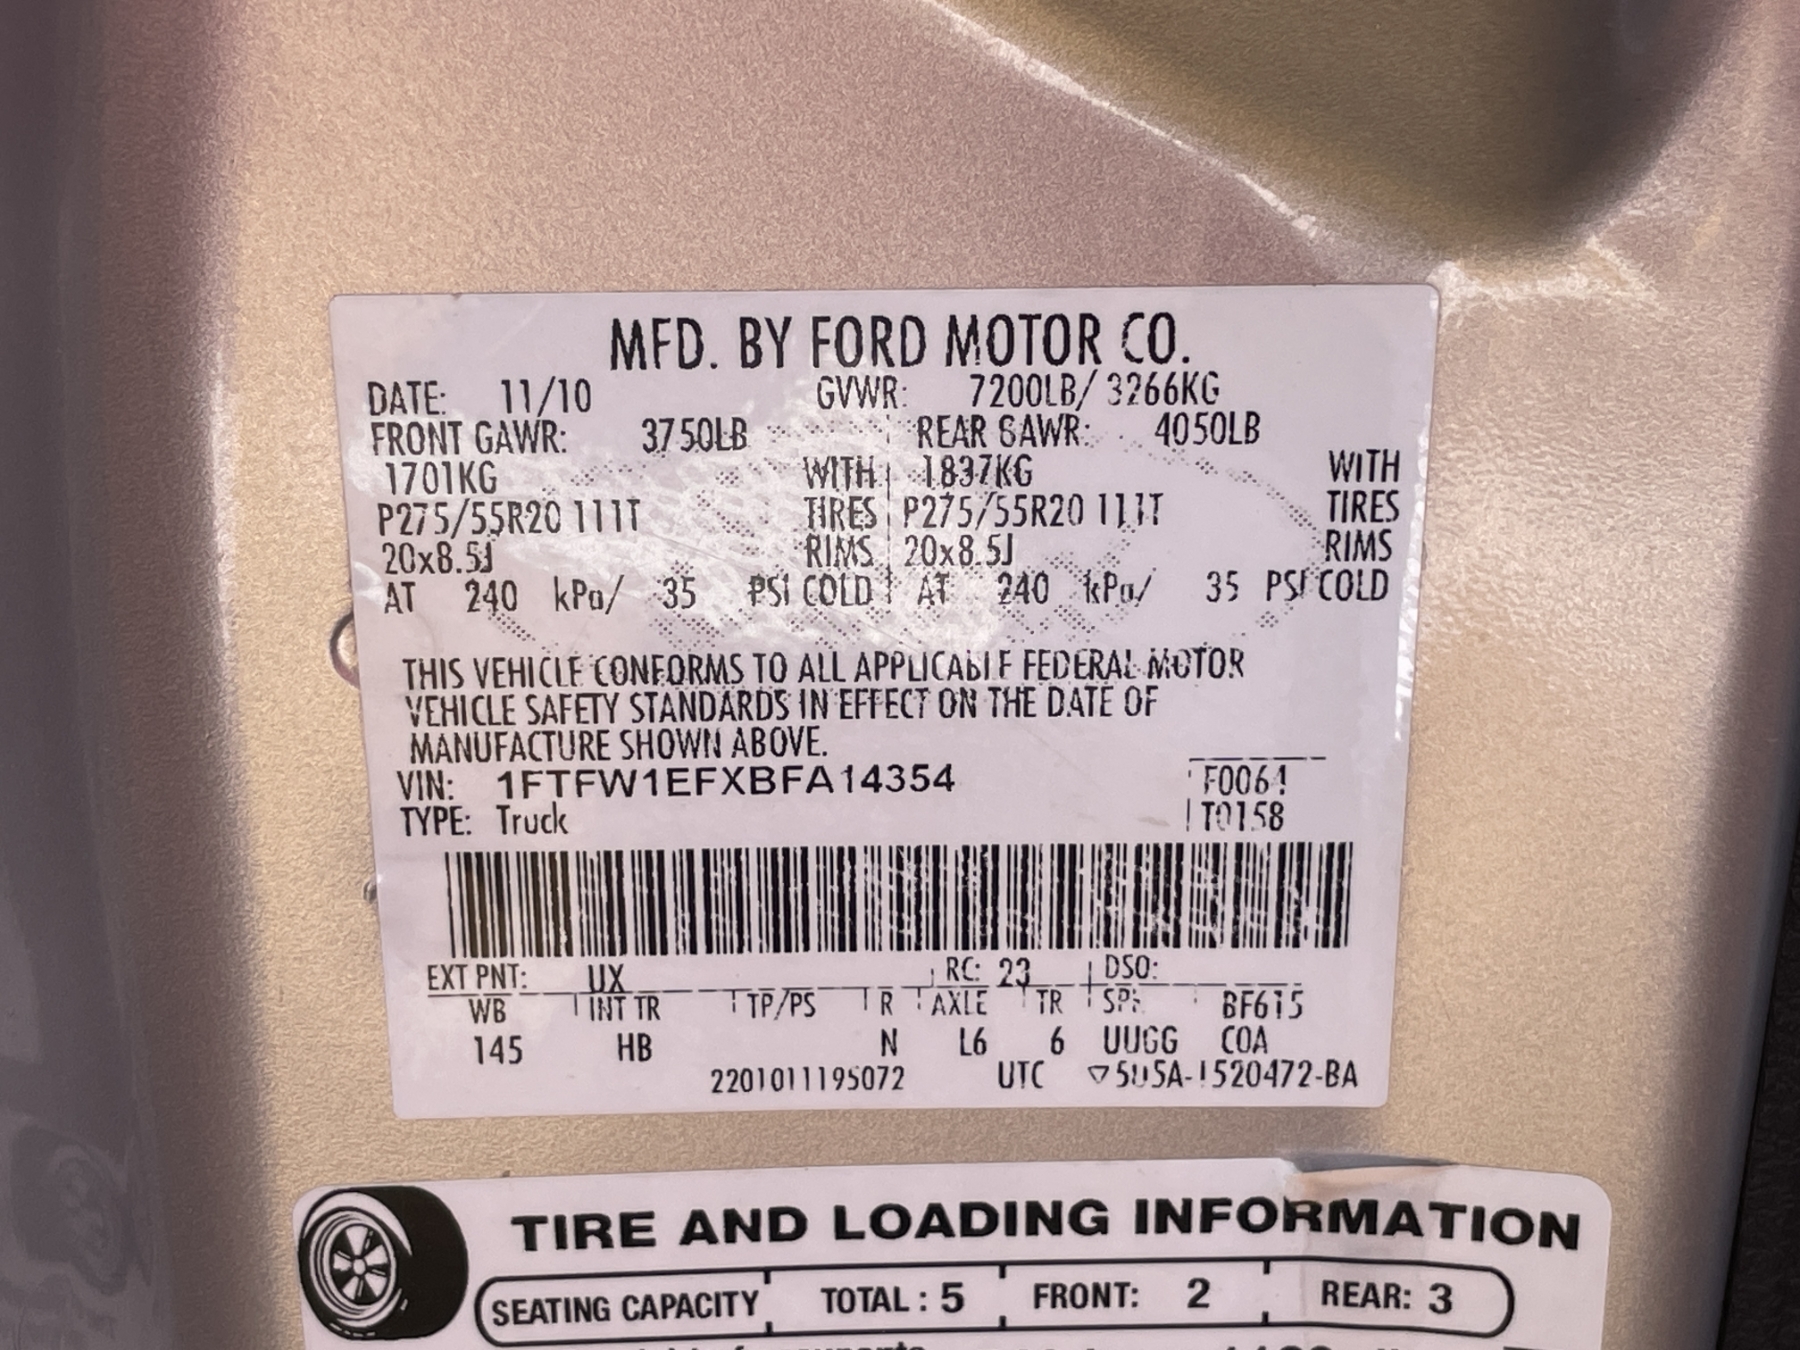 MFD. BY FORD MOTOR CO.
DATE: 11/10 GVWR: 7200LB/ 3266KG
FRONT GAWR: 3750LB REAR GAWR: 4050LB
1701KG WITH 1837KG WITH
P275/55R20 111T TIRES P275/55R20 111T TIRES
20x8.5J RIMS 20x8.5J RIMS
AT 240 kPa/ 35 PSI COLD AT 240 kPa/ 35 PSI COLD
THIS VEHICLE CONFORMS TO ALL APPLICABLE FEDERAL MOTOR
VEHICLE SAFETY STANDARDS IN EFFECT ON THE DATE OF
MANUFACTURE SHOWN ABOVE.
VIN: 1FTFW1EFXBFA14354 F0064
TYPE: Truck T0158
EXT PNT: UX RC: 23 DSO:
WB INT TR TP/PS R AXLE TR SPR BF615
145 HB N L6 6 UUGG COA
2201011195072 UTC ▽5U5A-1520472-BA
TIRE AND LOADING INFORMATION
SEATING CAPACITY TOTAL : 5 FRONT: 2 REAR: 3